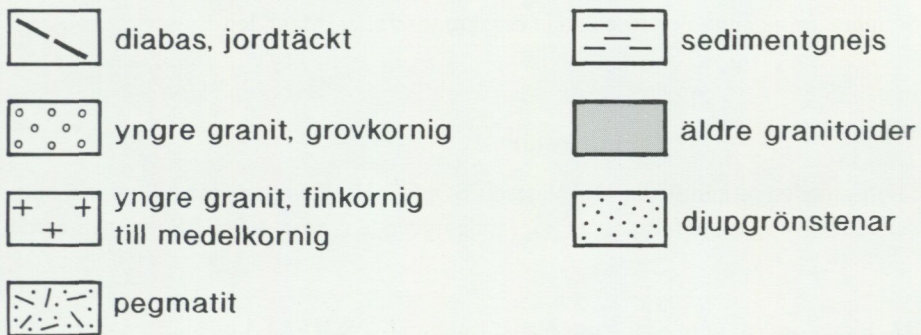 diabas, jordtäckt
yngre granit, grovkornig
yngre granit, finkornig
till medelkornig
pegmatit
sedimentgnejs
äldre granitoider
djupgrönstenar